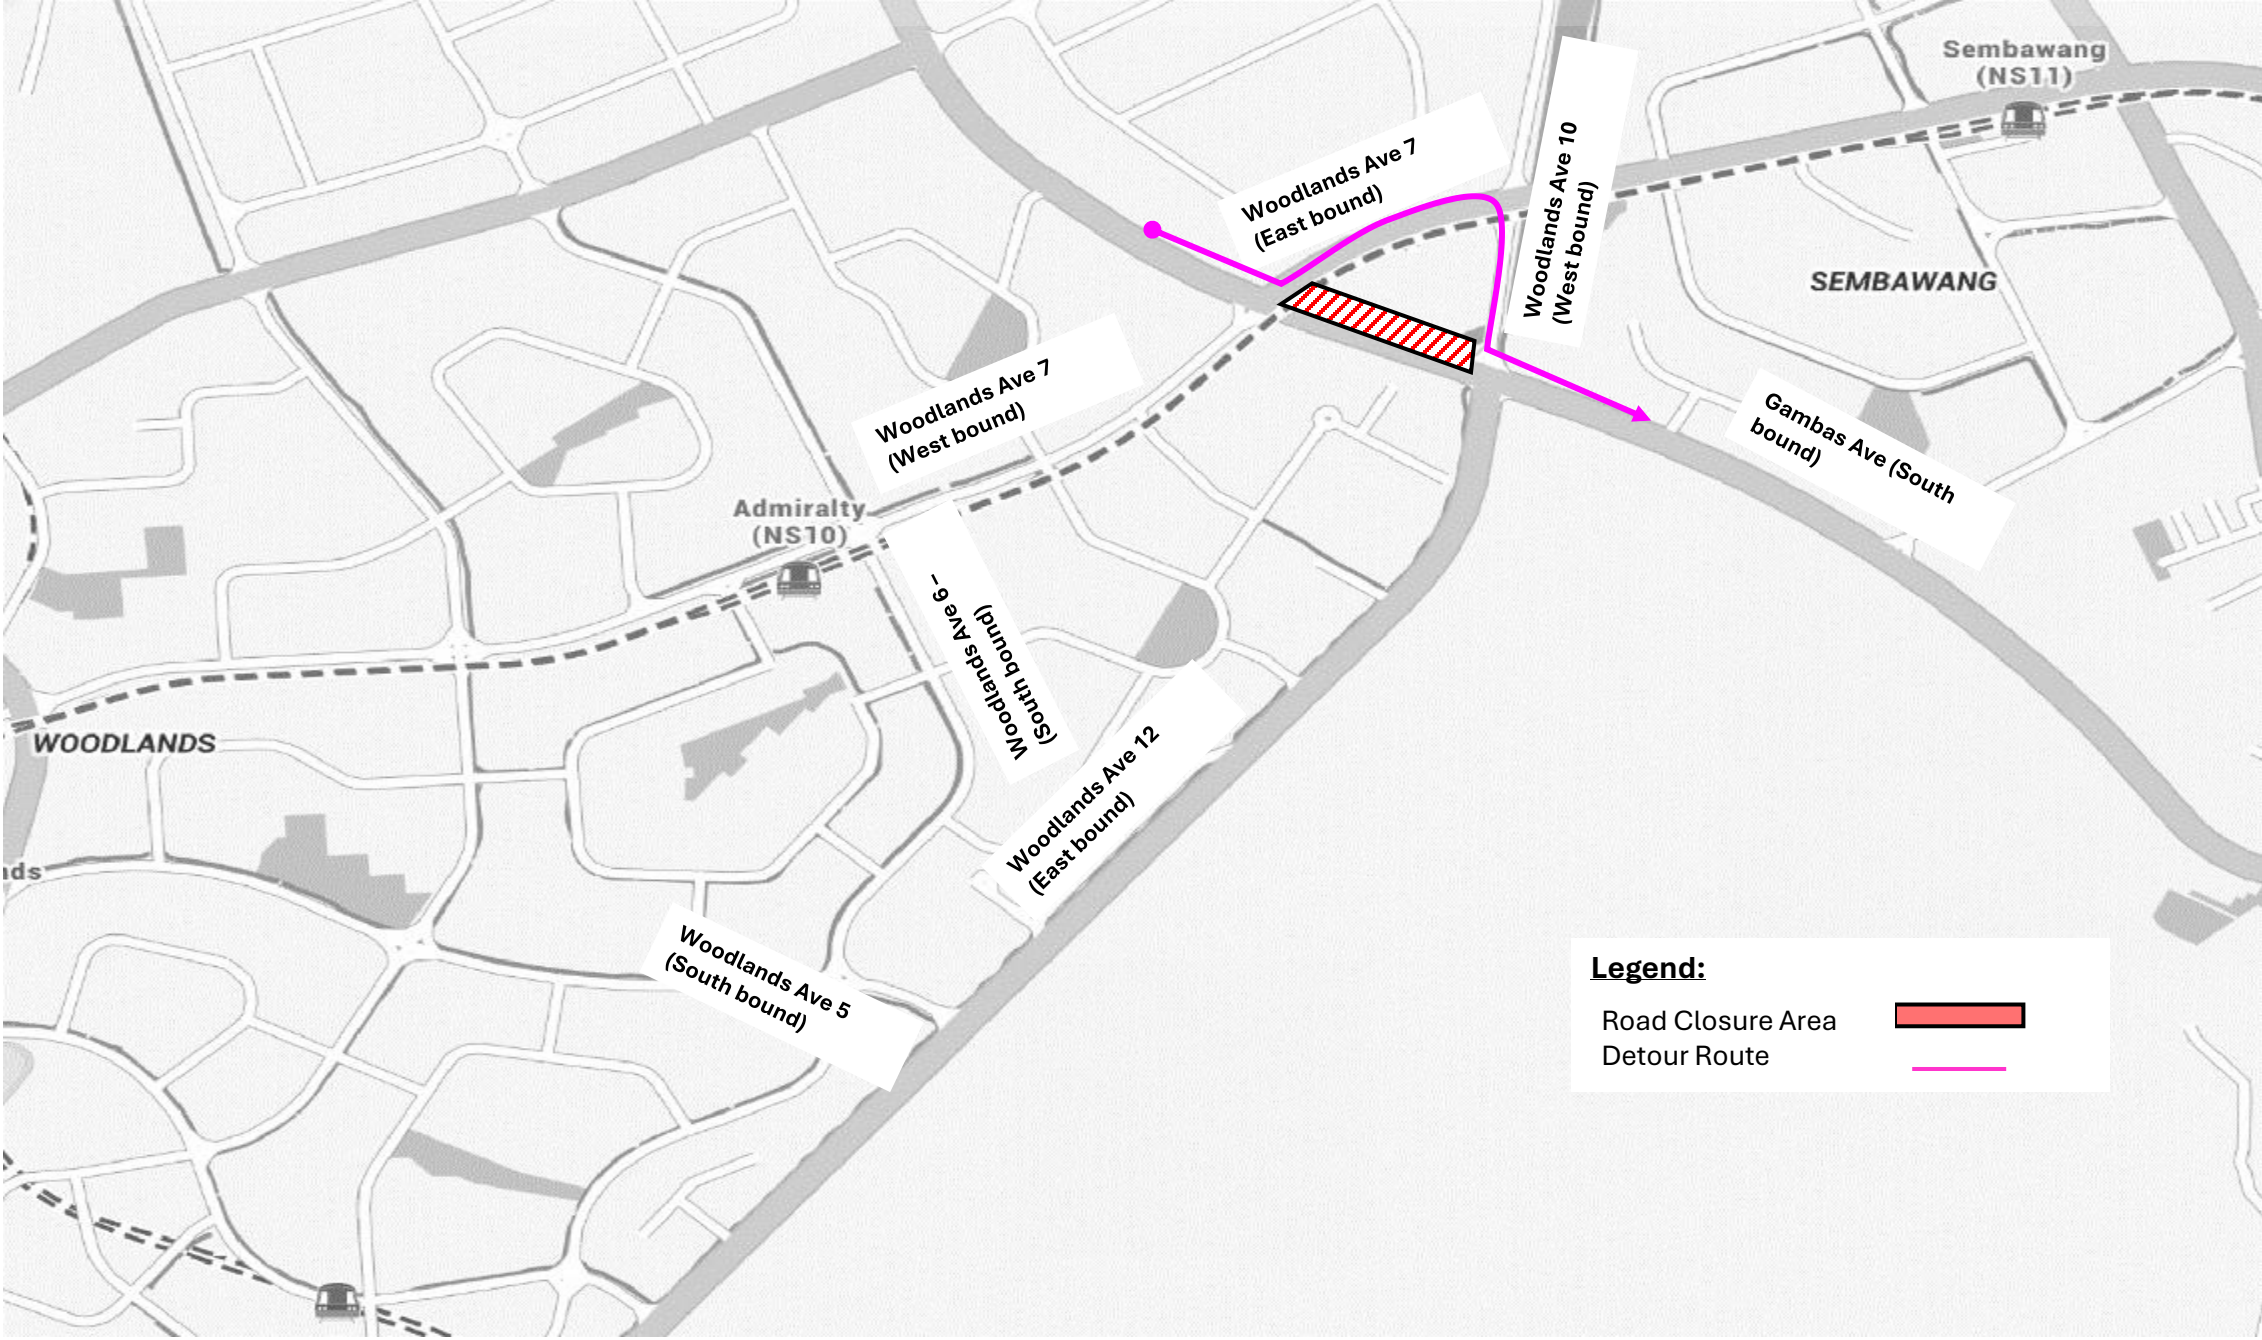 Sembawang
(NS11)
Woodlands Ave 7
(East bound)
Woodlands Ave 10
(West bound)
SEMBAWANG
Woodlands Ave 7
(West bound)
Gambas Ave (South
bound)
Admiralty
(NS10)
Woodlands Ave 6 –
(South bound)
WOODLANDS
Woodlands Ave 12
(East bound)
nds
Woodlands Ave 5
(South bound)
Legend:
Road Closure Area
Detour Route